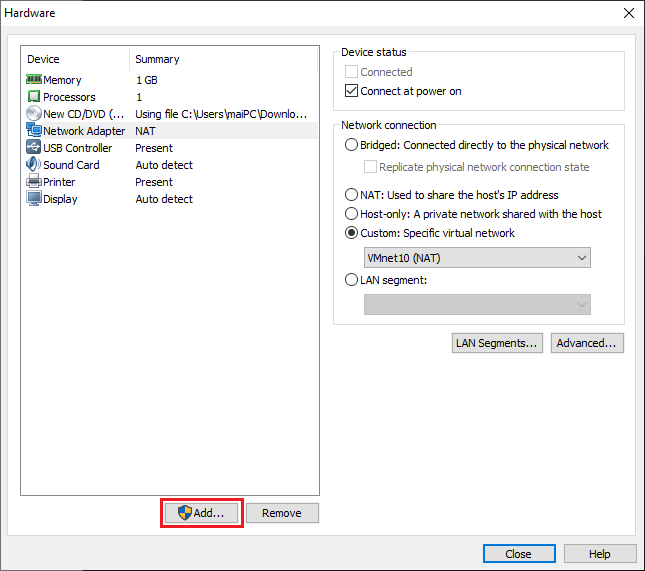 Hardware
Device Summary
Memory 1 GB
Processors 1
New CD/DVD (... Using file C:\Users\maiPC\Downlo...
Network Adapter NAT
USB Controller Present
Sound Card Auto detect
Printer Present
Display Auto detect
Add...
Remove
Device status
Connected
Connect at power on
Network connection
Bridged: Connected directly to the physical network
Replicate physical network connection state
NAT: Used to share the host's IP address
Host-only: A private network shared with the host
Custom: Specific virtual network
VMnet10 (NAT)
LAN segment:
LAN Segments...
Advanced...
Close
Help